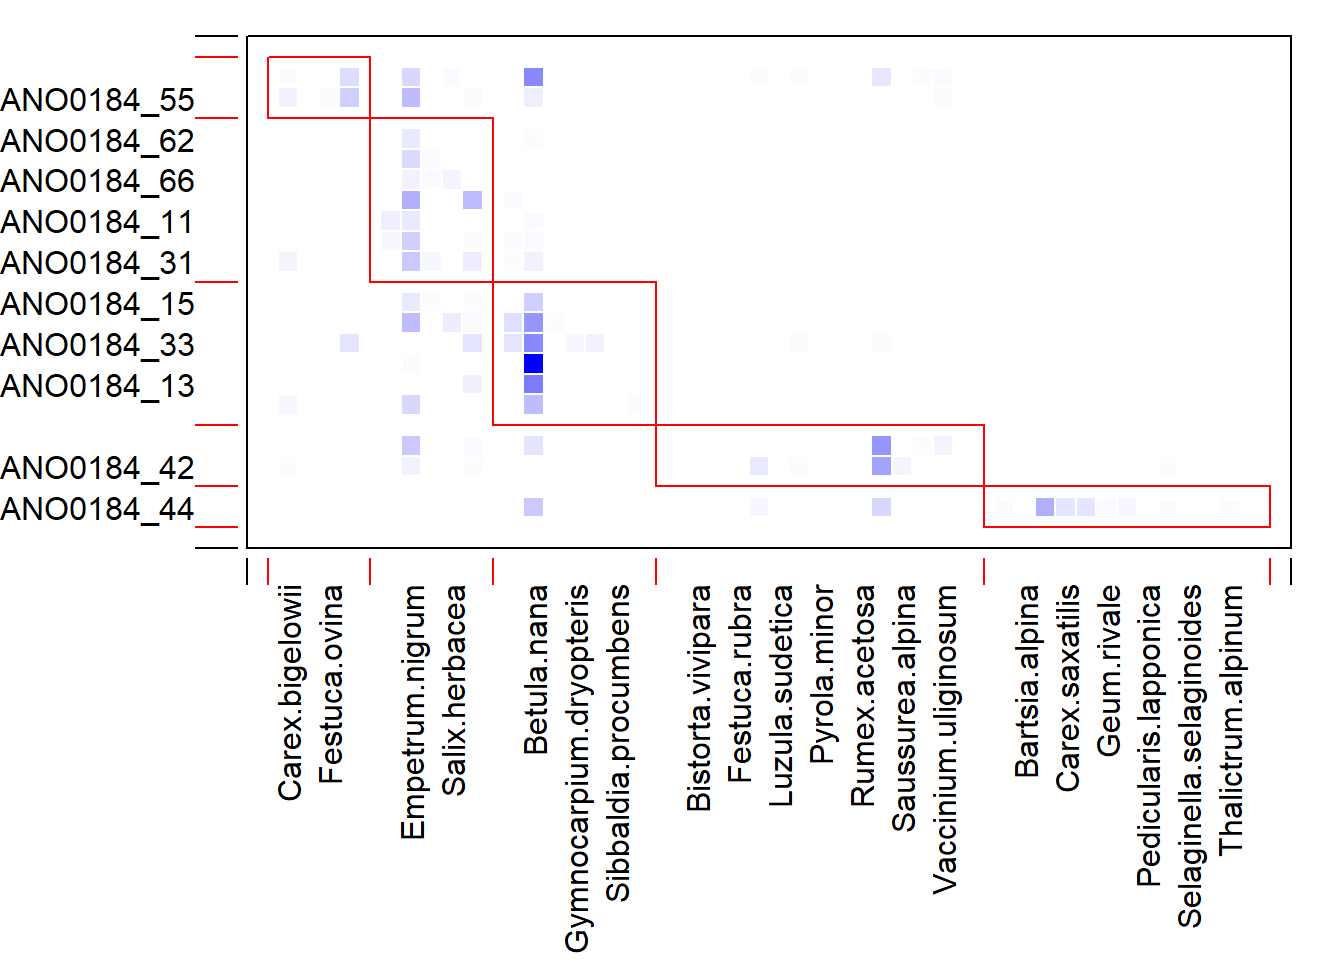 ANO0184_55
ANO0184_62
ANO0184_66
ANO0184_11
ANO0184_31
ANO0184_15
ANO0184_33
ANO0184_13
ANO0184_42
ANO0184_44
Carex.bigelowii
Festuca.ovina
Empetrum.nigrum
Salix.herbacea
Betula.nana
Gymnocarpium.dryopteris
Sibbaldia.procumbens
Bistorta.vivipara
Festuca.rubra
Luzula.sudetica
Pyrola.minor
Rumex.acetosa
Saussurea.alpina
Vaccinium.uliginosum
Bartsia.alpina
Carex.saxatilis
Geum.rivale
Pedicularis.lapponica
Selaginella.selaginoides
Thalictrum.alpinum